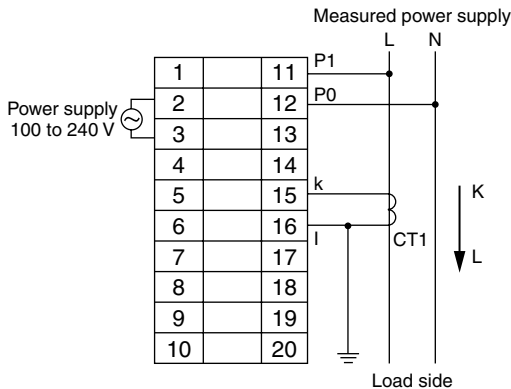 Measured power supply
L N
1 11 P1
2 12 P0
Power supply
100 to 240 V
3 13
4 14
5 15 k
K
6 16 l
CT1
7 17
L
8 18
9 19
10 20
Load side